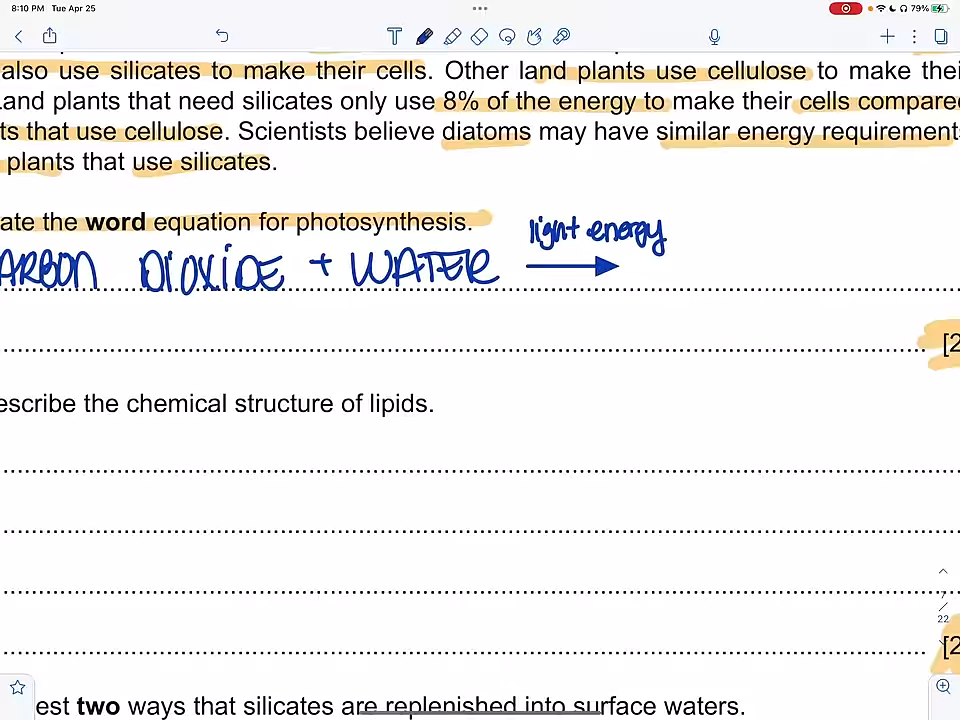 8:10 PM Tue Apr 25
79%
also use silicates to make their cells. Other land plants use cellulose to make thei
and plants that need silicates only use 8% of the energy to make their cells compare
ts that use cellulose. Scientists believe diatoms may have similar energy requirement
plants that use silicates.
ate the word equation for photosynthesis.
light energy
ARBON DIOXIDE + WATER
[2
escribe the chemical structure of lipids.
7
/
22
[2
est two ways that silicates are replenished into surface waters.